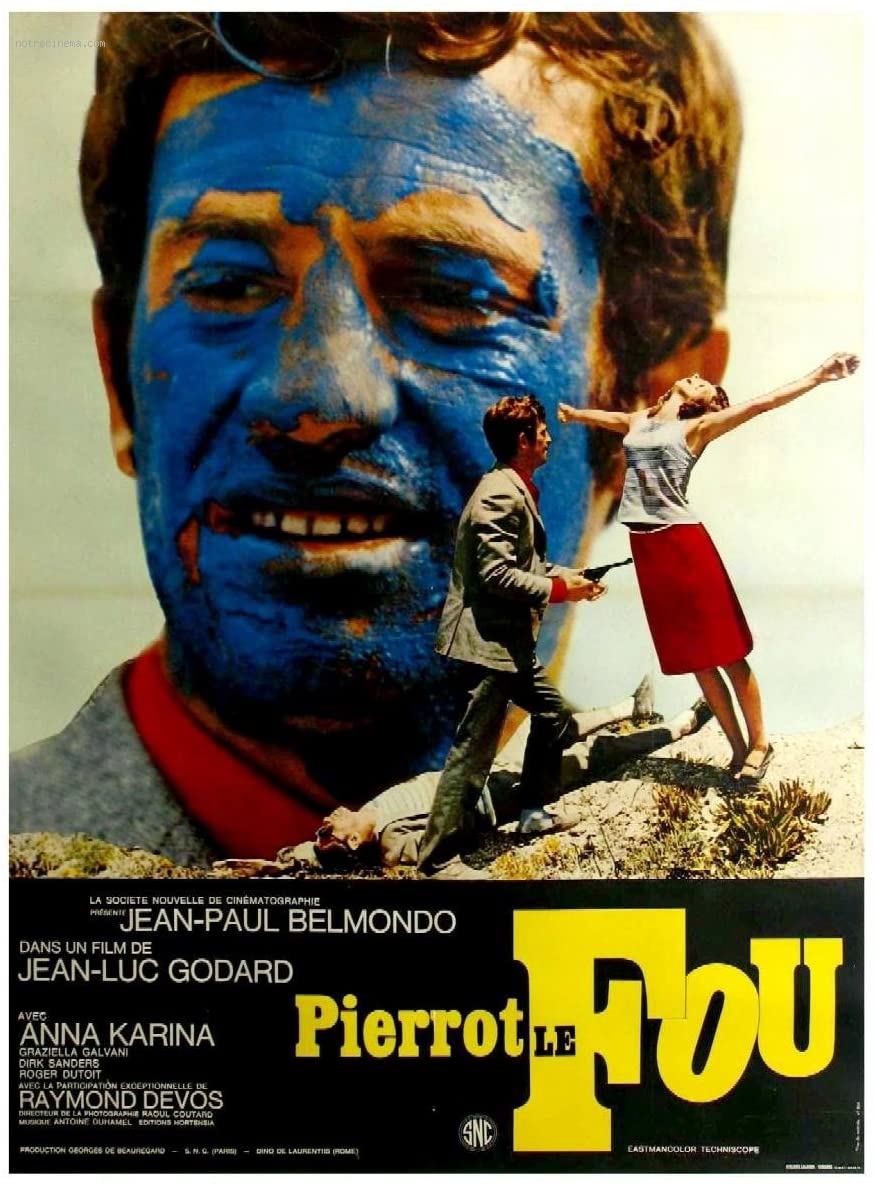 notrecinema.com
LA SOCIETE NOUVELLE DE CINÉMATOGRAPHIE
PRÉSENTE JEAN-PAUL BELMONDO
DANS UN FILM DE
JEAN-LUC GODARD
Pierrot LE FOU
AVEC
ANNA KARINA
GRAZIELLA GALVANI
DIRK SANDERS
ROGER DUTOIT
AVEC LA PARTICIPATION EXCEPTIONNELLE DE
RAYMOND DEVOS
DIRECTEUR DE LA PHOTOGRAPHIE RAOUL COUTARD
MUSIQUE ANTOINE DUHAMEL EDITIONS HORTENSIA
SNC
PRODUCTION GEORGES DE BEAUREGARD — S.N.C. (PARIS) — DINO DE LAURENTIIS (ROME)
EASTMANCOLOR TECHNISCOPE